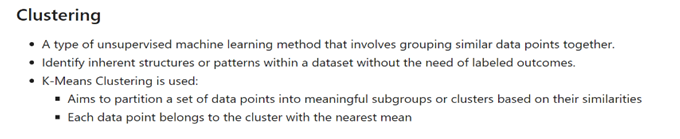 Clustering
• A type of unsupervised machine learning method that involves grouping similar data points together.
• Identify inherent structures or patterns within a dataset without the need of labeled outcomes.
• K-Means Clustering is used:
▪ Aims to partition a set of data points into meaningful subgroups or clusters based on their similarities
▪ Each data point belongs to the cluster with the nearest mean